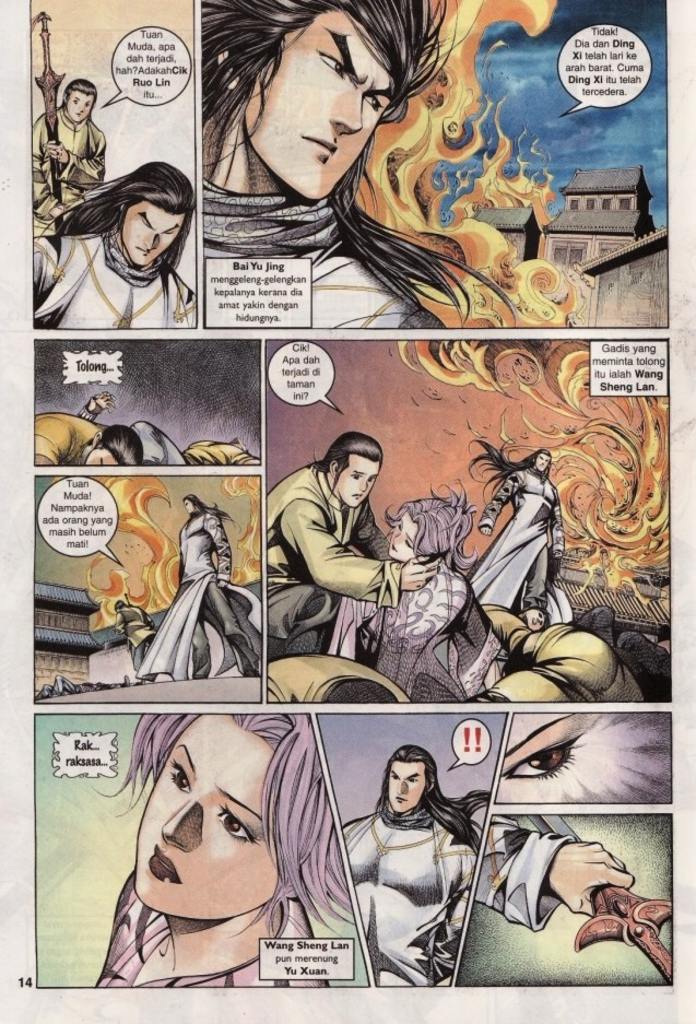 Tuan
Muda, apa
dah terjadi,
hah?AdakahCik
Ruo Lin
itu...
Tidak!
Dia dan Ding
Xi telah lari ke
arah barat. Cuma
Ding Xi itu telah
tercedera.
Bai Yu Jing
menggeleng-gelengkan
kepalanya kerana dia
amat yakin dengan
hidungnya.
Tolong...
Tuan
Muda!
Nampaknya
ada orang yang
masih belum
mati!
Cik!
Apa dah
terjadi di
taman
ini?
Gadis yang
meminta tolong
itu ialah Wang
Sheng Lan.
Rak...
raksasa...
Wang Sheng Lan
pun merenung
Yu Xuan.
!!
14